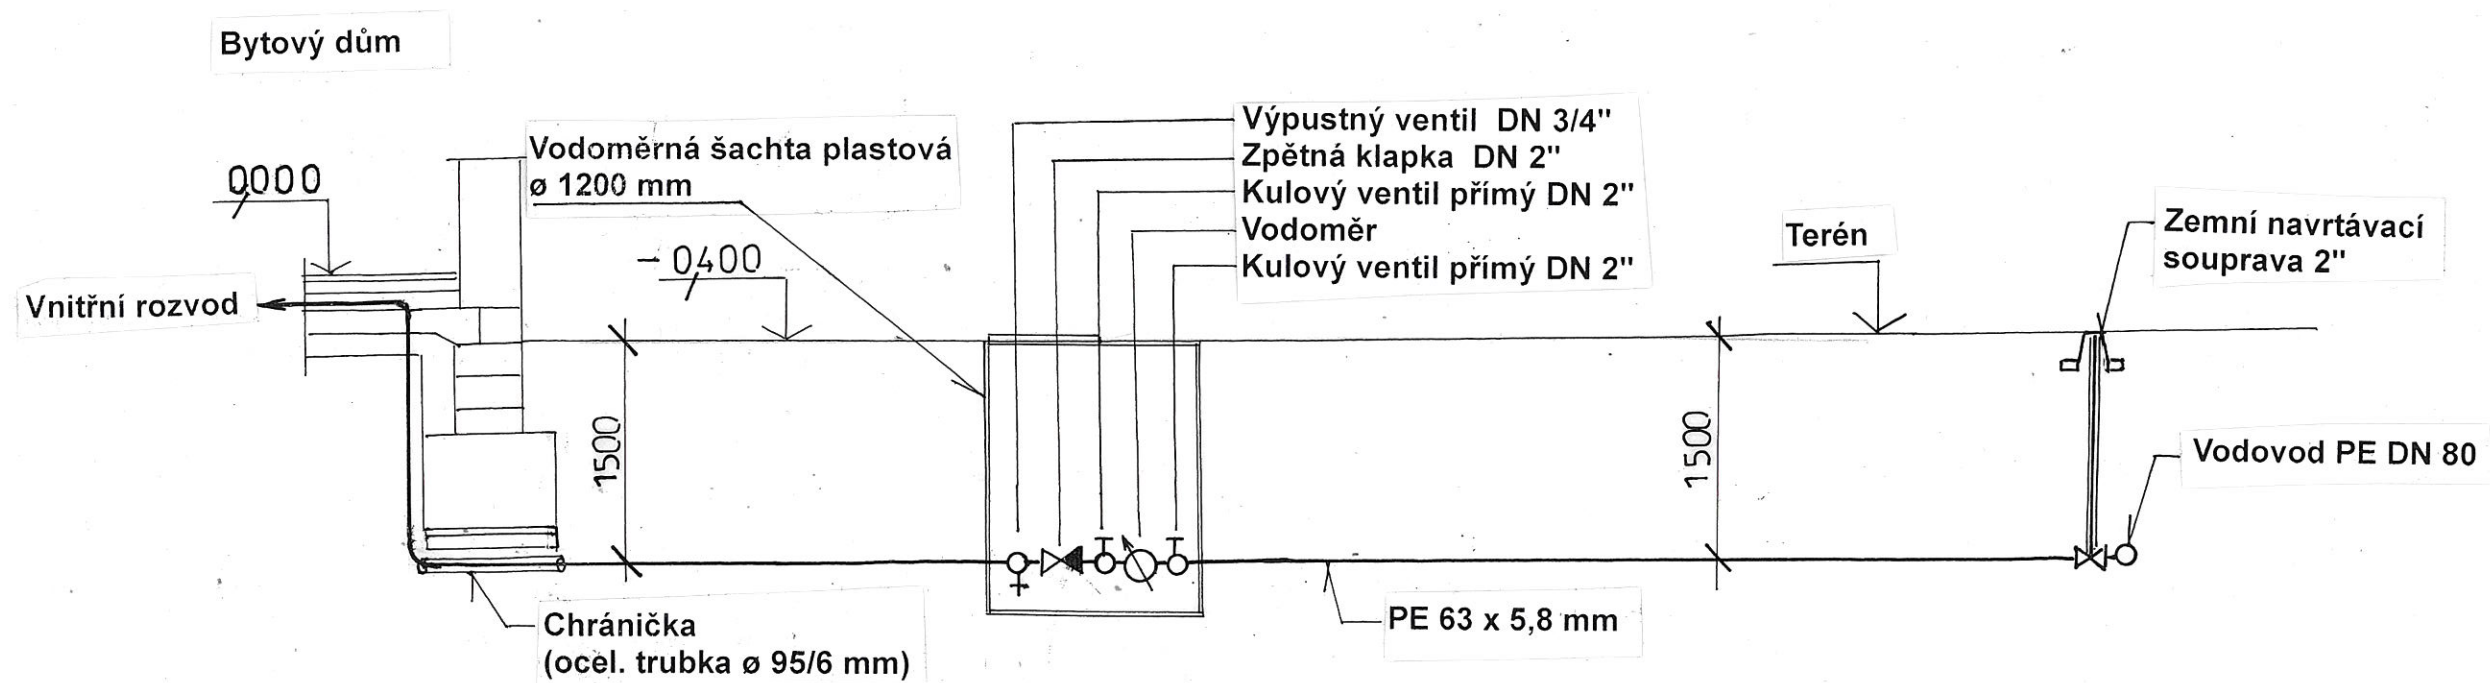 Bytový dům
0000
Vodoměrná šachta plastová
ø 1200 mm
- 0400
Výpustný ventil DN 3/4"
Zpětná klapka DN 2"
Kulový ventil přímý DN 2"
Vodoměr
Kulový ventil přímý DN 2"
Terén
Zemní navrtávací
souprava 2"
Vnitřní rozvod
1500
1500
Vodovod PE DN 80
Chránička
(ocel. trubka ø 95/6 mm)
PE 63 x 5,8 mm